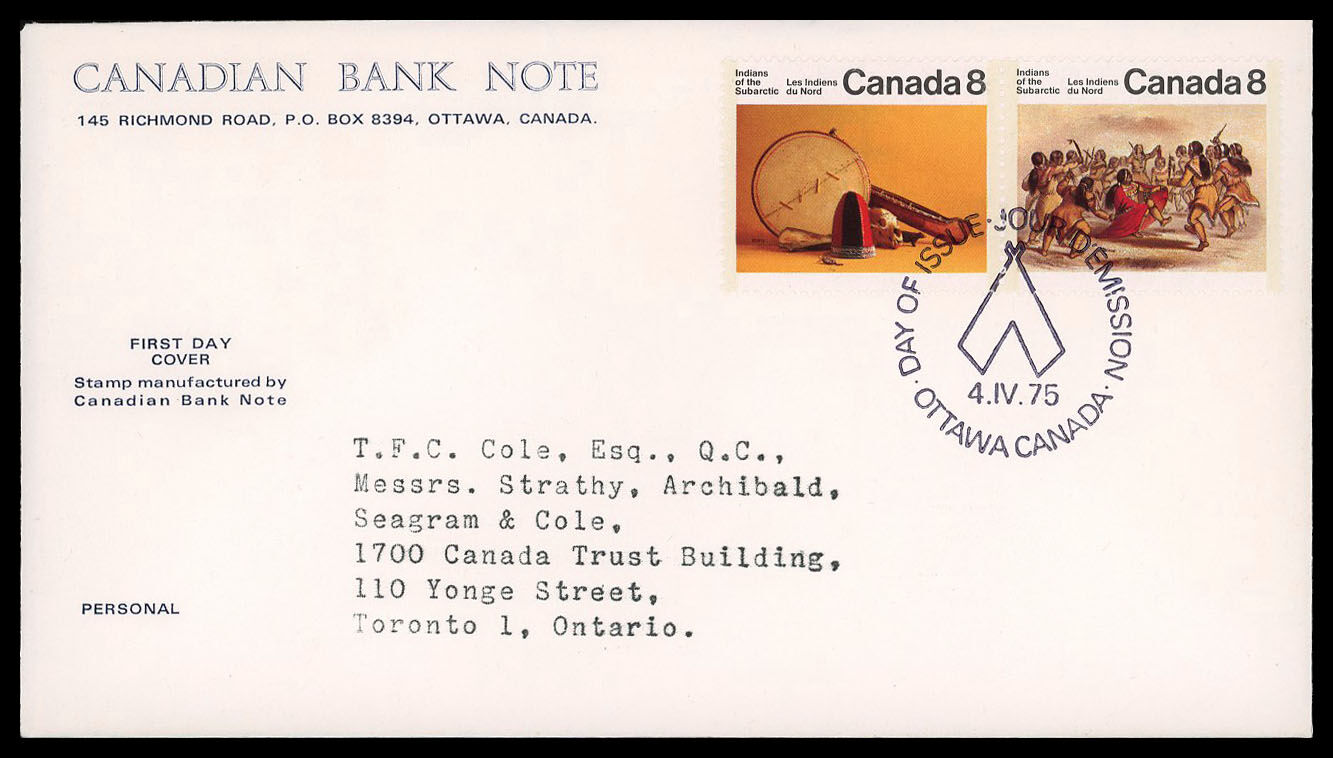 CANADIAN BANK NOTE
145 RICHMOND ROAD, P.O. BOX 8394, OTTAWA, CANADA.
Indians
of the
Subarctic
Les Indiens
du Nord
Canada 8
Indians
of the
Subarctic
Les Indiens
du Nord
Canada 8
· DAY OF ISSUE · JOUR D'ÉMISSION ·
4.IV.75
OTTAWA CANADA
FIRST DAY
COVER
Stamp manufactured by
Canadian Bank Note
T.F.C. Cole, Esq., Q.C.,
Messrs. Strathy, Archibald,
Seagram & Cole,
1700 Canada Trust Building,
110 Yonge Street,
Toronto 1, Ontario.
PERSONAL